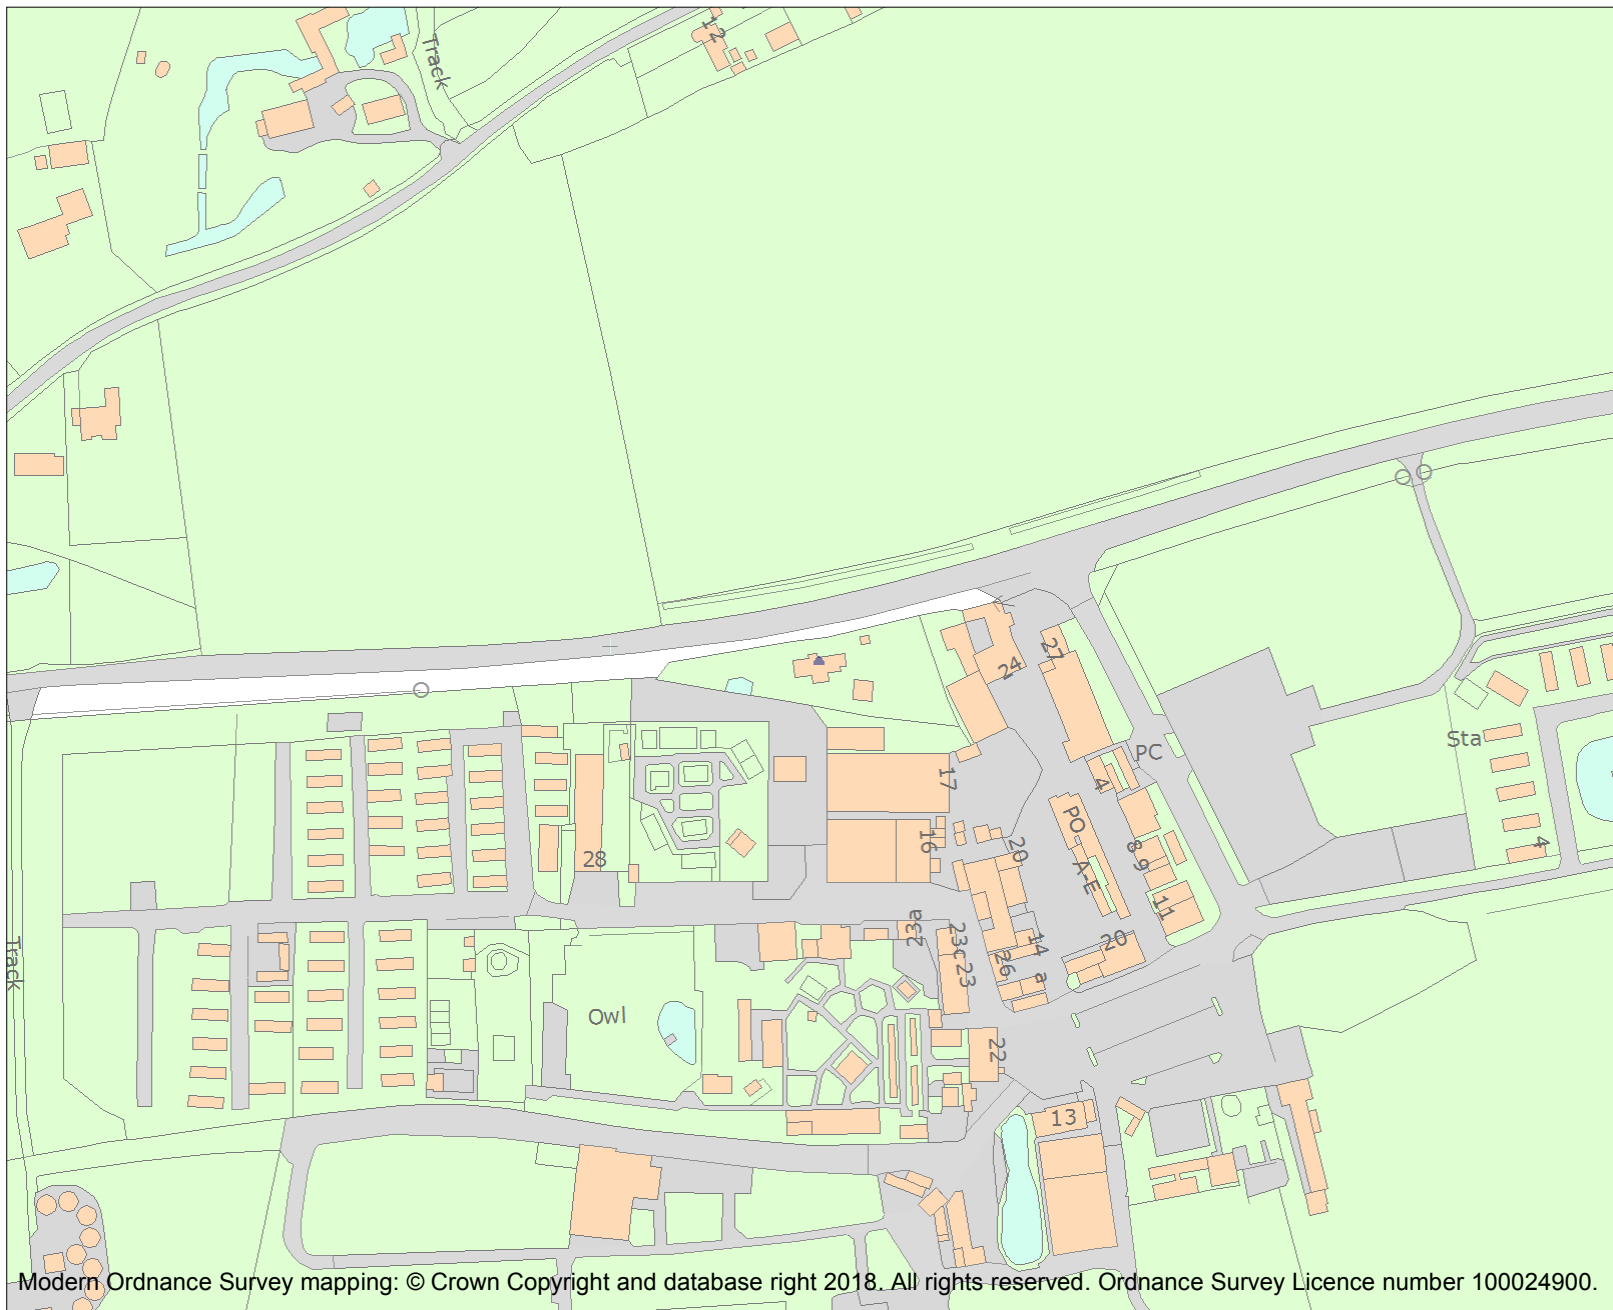 12
Track
24
27
PC
Sta
17
4
PO
16
28
20
8
9
4
A-E
11
23a
23c
23
14
a
26
20
Track
Owl
22
13
Modern Ordnance Survey mapping: © Crown Copyright and database right 2018. All rights reserved. Ordnance Survey Licence number 100024900.